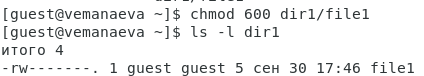 [guest@vemanaeva ~]$ chmod 600 dir1/file1
[guest@vemanaeva ~]$ ls -l dir1
итого 4
-rw-------. 1 guest guest 5 сен 30 17:46 file1